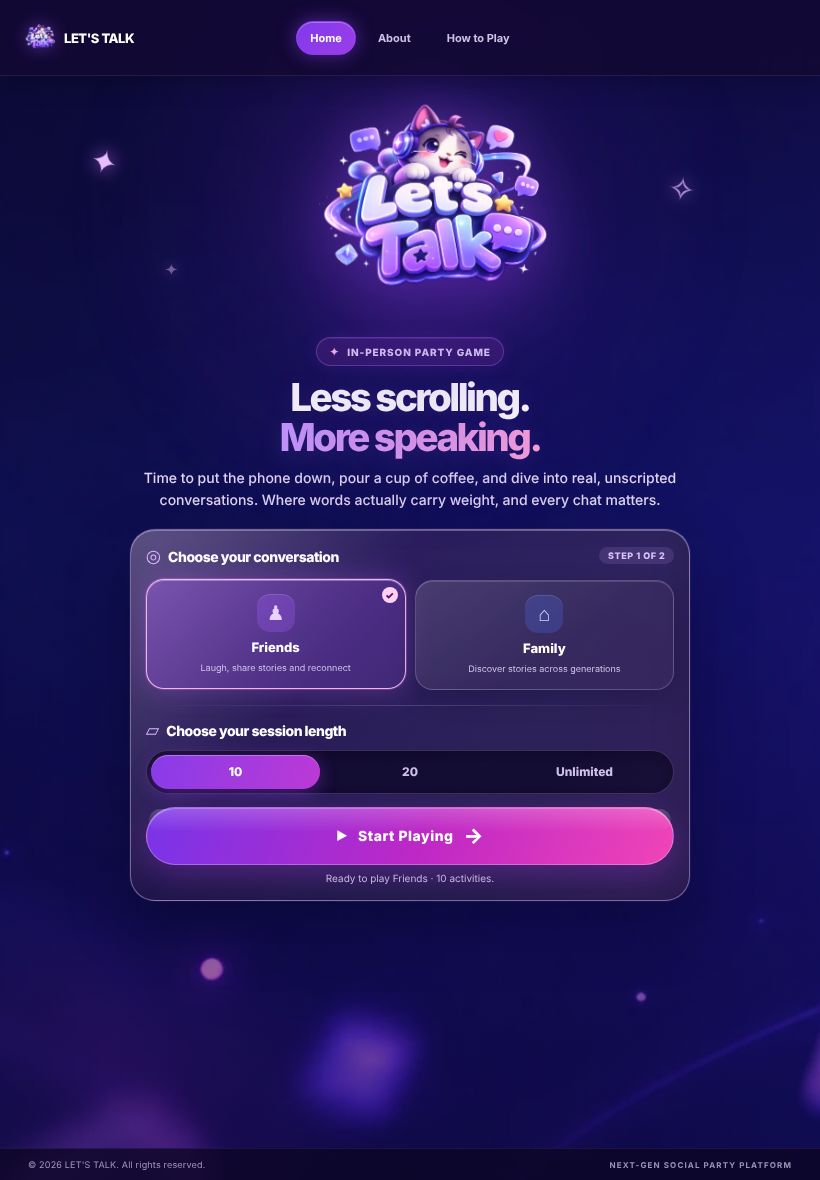 LET'S TALK
Home
About
How to Play
Let's
Talk
IN-PERSON PARTY GAME
Less scrolling.
More speaking.
Time to put the phone down, pour a cup of coffee, and dive into real, unscripted
conversations. Where words actually carry weight, and every chat matters.
Choose your conversation
STEP 1 OF 2
Friends
Laugh, share stories and reconnect
Family
Discover stories across generations
Choose your session length
10
20
Unlimited
Start Playing
Ready to play Friends · 10 activities.
© 2026 LET'S TALK. All rights reserved.
NEXT-GEN SOCIAL PARTY PLATFORM